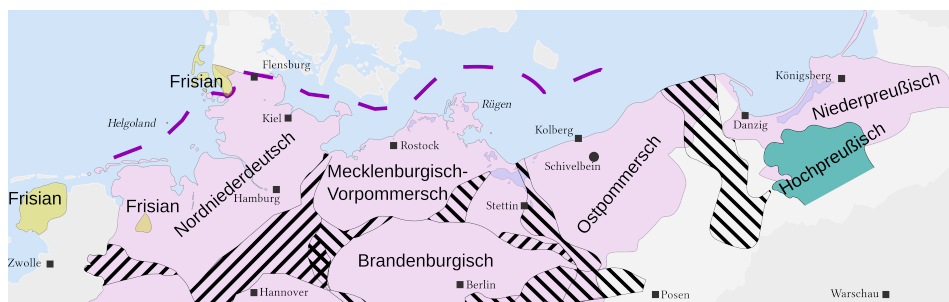 Flensburg
Frisian
Königsberg
Niederpreußisch
Rügen
Helgoland
Kiel
Danzig
Kolberg
Rostock
Schivelbein
Hochpreußisch
Nordniederdeutsch
Mecklenburgisch-
Vorpommersch
Ostpommersch
Frisian
Frisian
Hamburg
Stettin
Zwolle
Brandenburgisch
Hannover
Berlin
Posen
Warschau